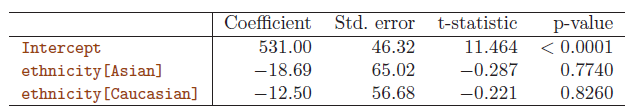 Coefficient Std. error t-statistic p-value
Intercept 531.00 46.32 11.464 < 0.0001
ethnicity[Asian] −18.69 65.02 −0.287 0.7740
ethnicity[Caucasian] −12.50 56.68 −0.221 0.8260